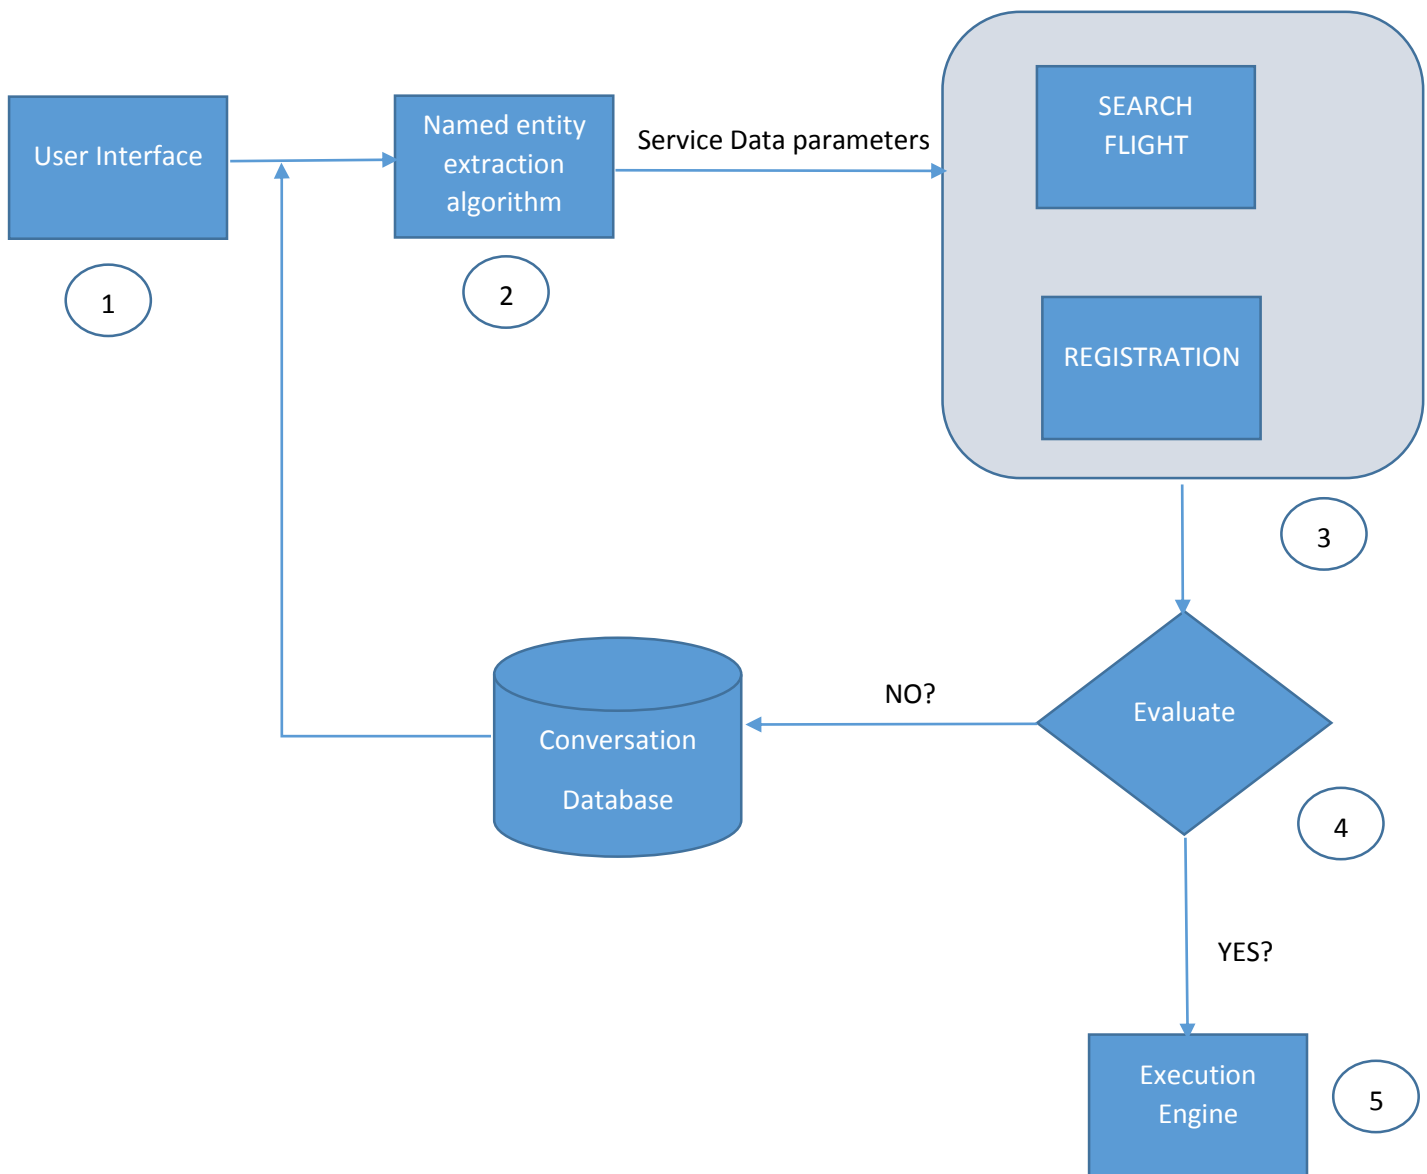 User Interface
1
Named entity
extraction
algorithm
2
Service Data parameters
SEARCH
FLIGHT
REGISTRATION
3
Evaluate
4
NO?
Conversation
Database
YES?
Execution
Engine
5